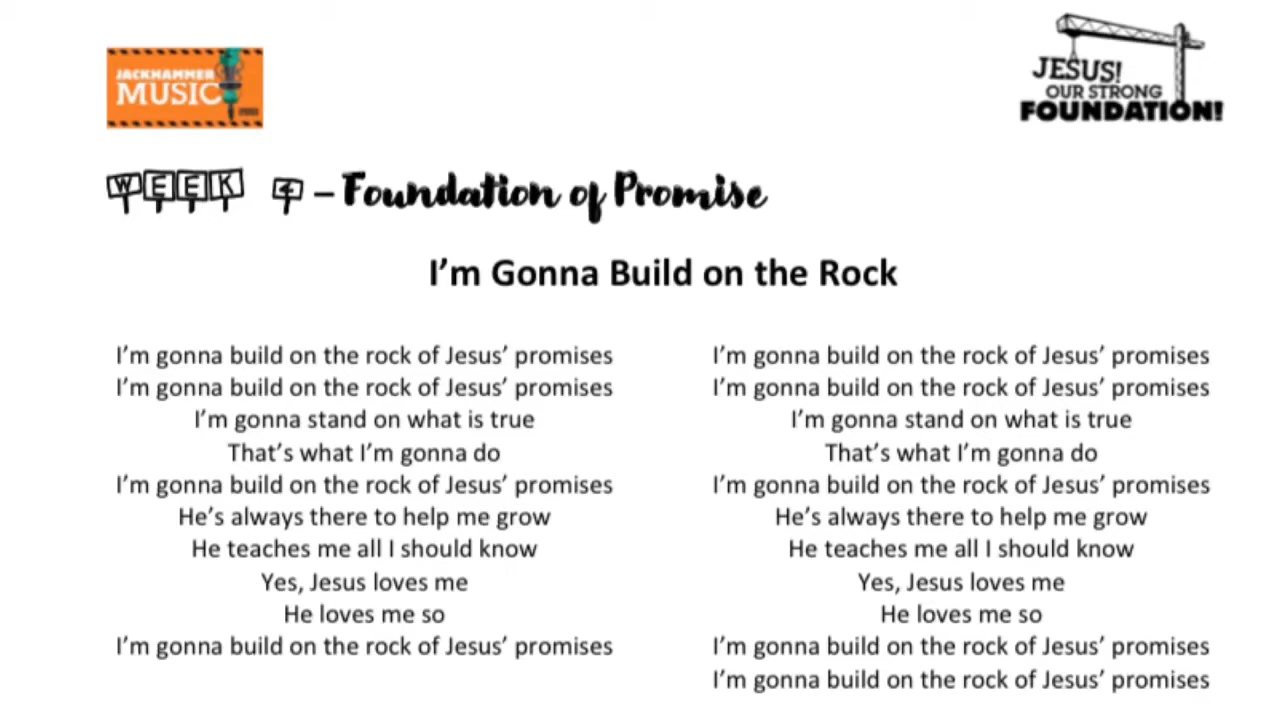 JACKHAMMER
MUSIC
JESUS!
OUR STRONG
FOUNDATION!
WEEK 4 – Foundation of Promise
I'm Gonna Build on the Rock
I'm gonna build on the rock of Jesus' promises
I'm gonna build on the rock of Jesus' promises
I'm gonna stand on what is true
That's what I'm gonna do
I'm gonna build on the rock of Jesus' promises
He's always there to help me grow
He teaches me all I should know
Yes, Jesus loves me
He loves me so
I'm gonna build on the rock of Jesus' promises
I'm gonna build on the rock of Jesus' promises
I'm gonna build on the rock of Jesus' promises
I'm gonna stand on what is true
That's what I'm gonna do
I'm gonna build on the rock of Jesus' promises
He's always there to help me grow
He teaches me all I should know
Yes, Jesus loves me
He loves me so
I'm gonna build on the rock of Jesus' promises
I'm gonna build on the rock of Jesus' promises